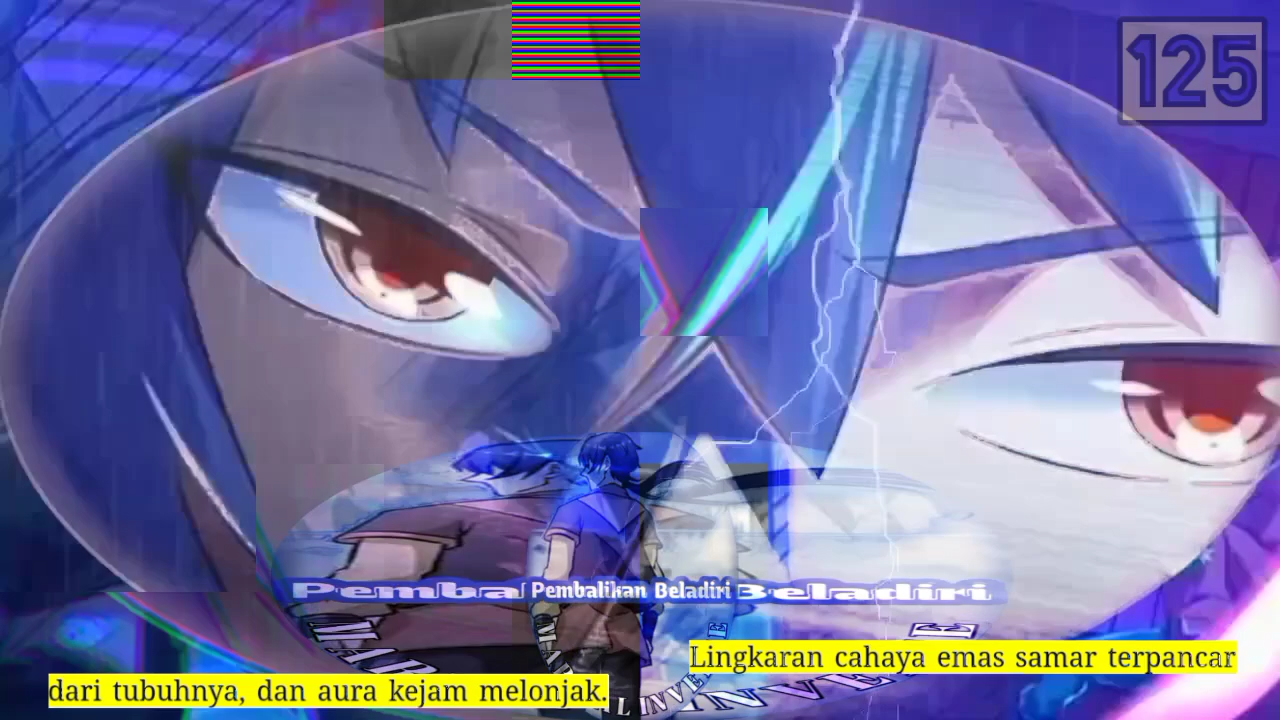 125
Pembalikan Beladiri
Lingkaran cahaya emas samar terpancar
dari tubuhnya, dan aura kejam melonjak.